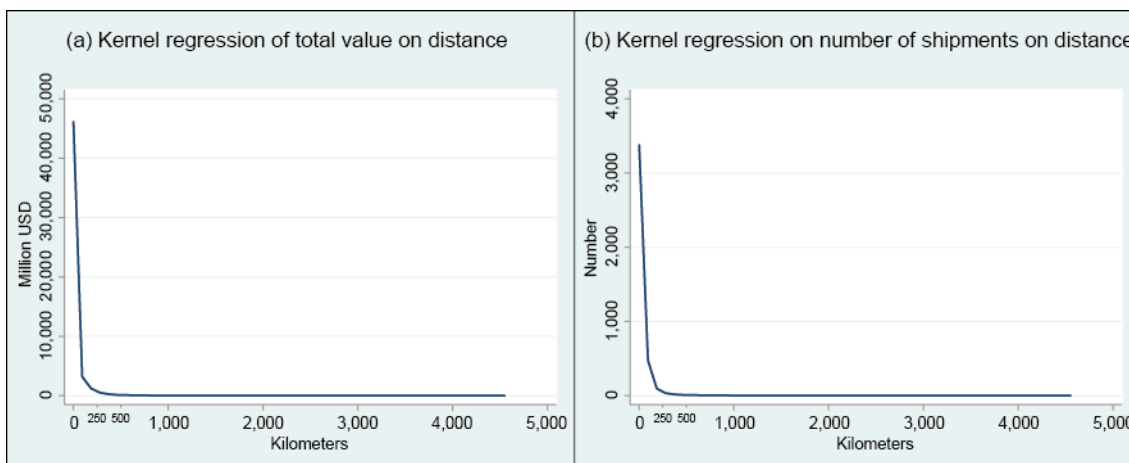 (a) Kernel regression of total value on distance
50,000
40,000
30,000
20,000
10,000
0
Million USD
0 250 500 1,000 2,000 3,000 4,000 5,000
Kilometers
(b) Kernel regression on number of shipments on distance
4,000
3,000
2,000
1,000
0
Number
0 250 500 1,000 2,000 3,000 4,000 5,000
Kilometers